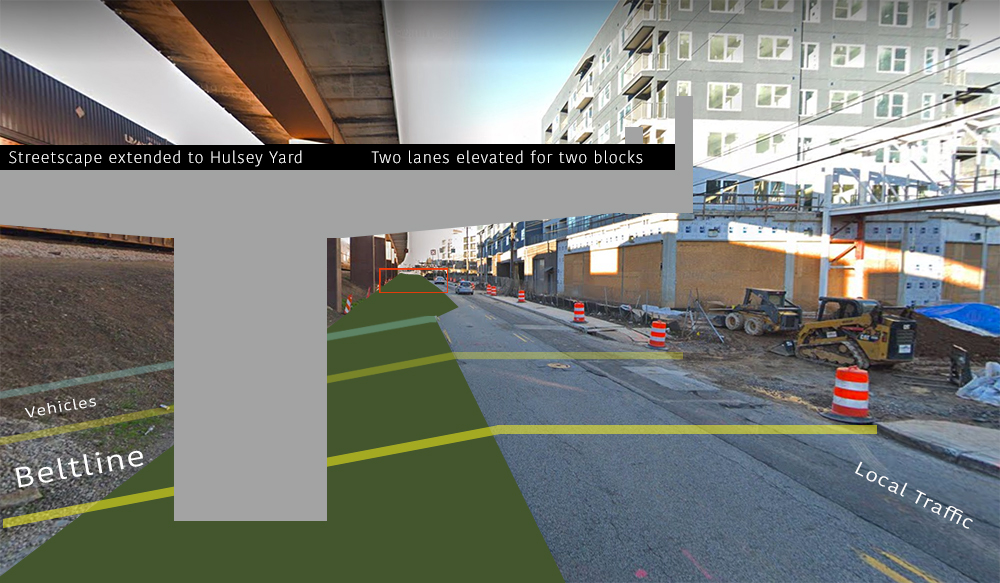 Streetscape extended to Hulsey Yard
Two lanes elevated for two blocks
Vehicles
Beltline
Local Traffic